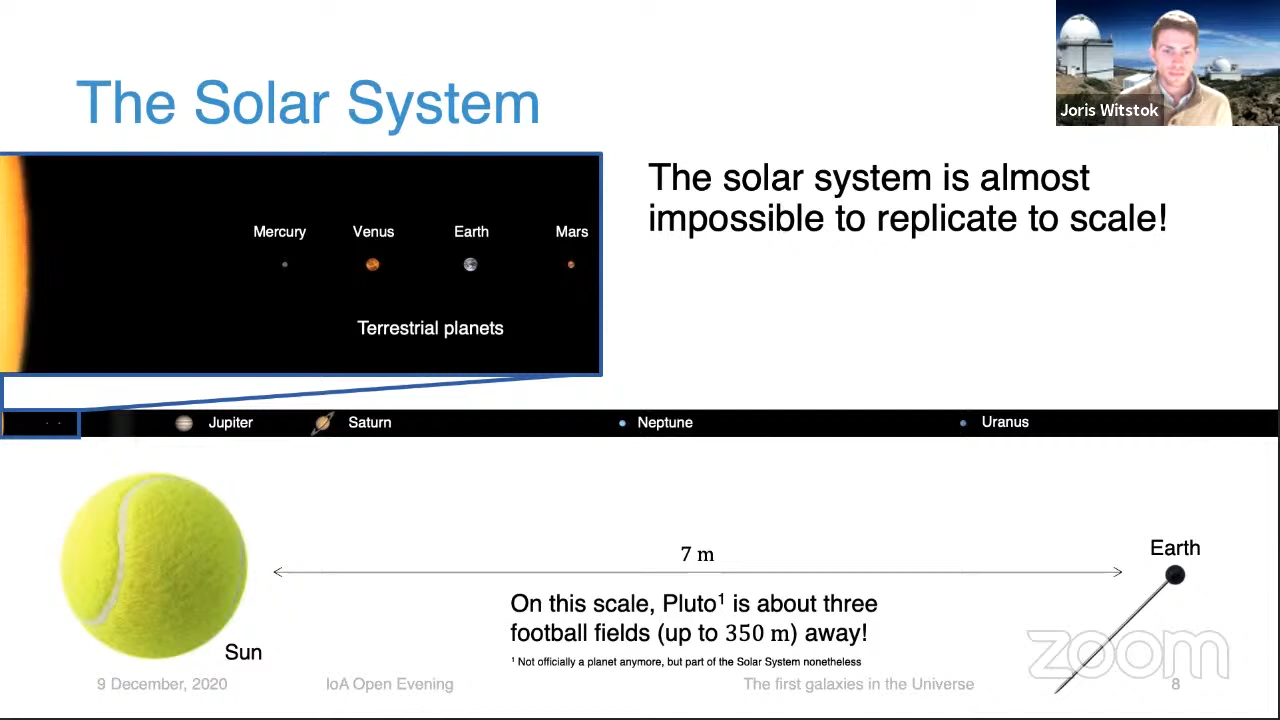 The Solar System
Joris Witstok
The solar system is almost
impossible to replicate to scale!
Mercury
Venus
Earth
Mars
Terrestrial planets
Jupiter
Saturn
Neptune
Uranus
7 m
Earth
On this scale, Pluto¹ is about three
football fields (up to 350 m) away!
¹ Not officially a planet anymore, but part of the Solar System nonetheless
Sun
zoom
9 December, 2020
IoA Open Evening
The first galaxies in the Universe
8